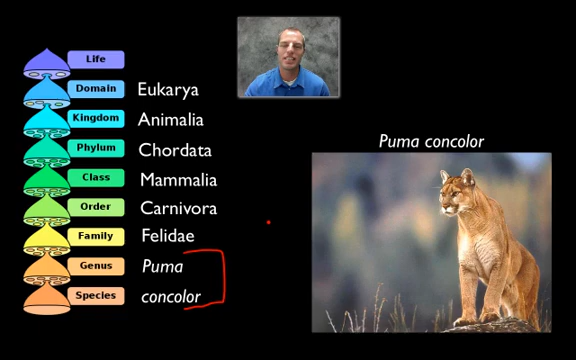 Life
Domain Eukarya
Kingdom Animalia
Phylum Chordata
Class Mammalia
Order Carnivora
Family Felidae
Genus Puma
Species concolor
Puma concolor